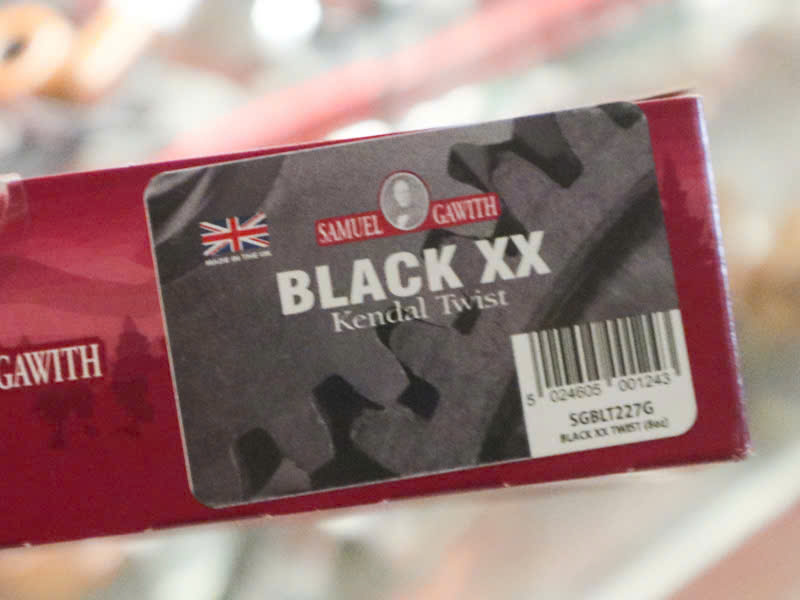 SAMUEL GAWITH
MADE IN THE UK
BLACK XX
Kendal Twist
GAWITH
5 024605 001243
SGBLT227G
BLACK XX TWIST (8oz)